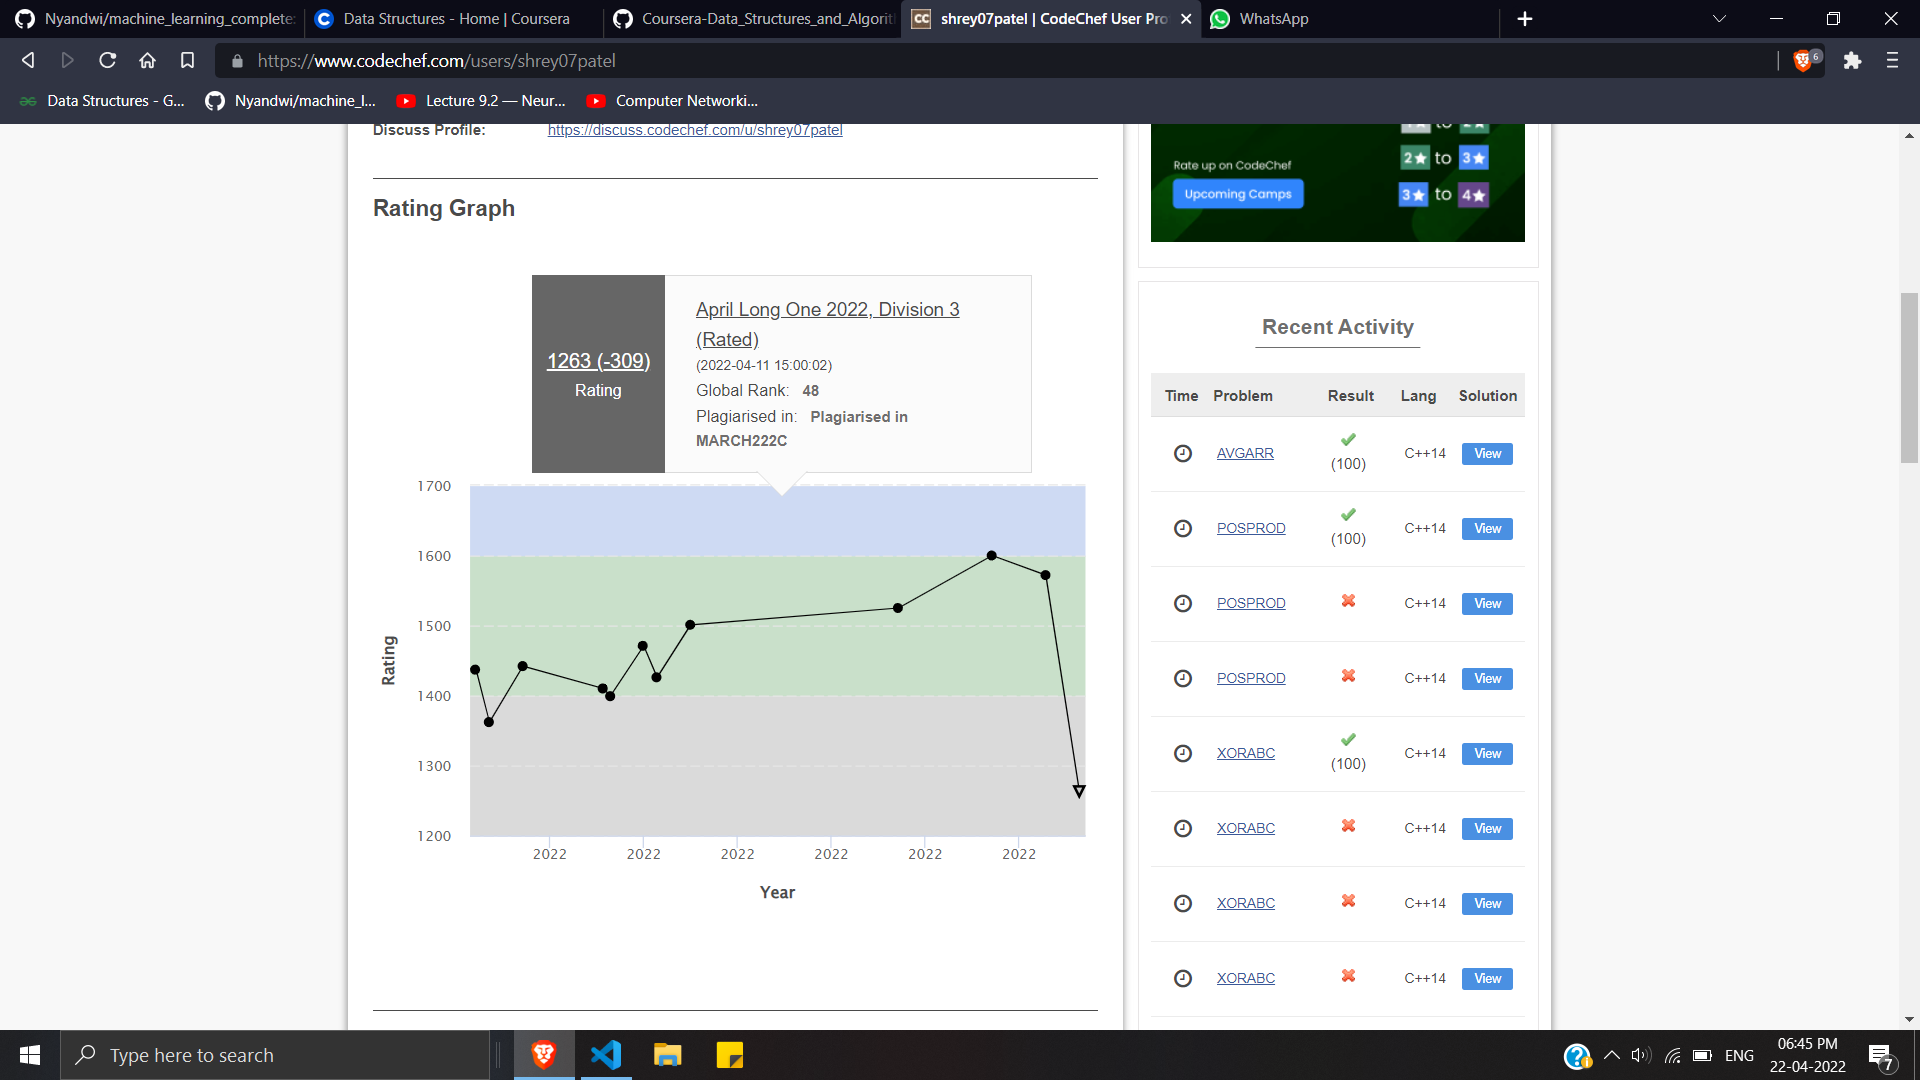 Nyandwi/machine_learning_complete:
Data Structures - Home | Coursera
Coursera-Data_Structures_and_Algorit
shrey07patel | CodeChef User Pro
WhatsApp
https://www.codechef.com/users/shrey07patel
6
Data Structures - G...
Nyandwi/machine_l...
Lecture 9.2 — Neur...
Computer Networki...
Discuss Profile: https://discuss.codechef.com/u/shrey07patel
Rating Graph
1263 (-309)
Rating
April Long One 2022, Division 3
(Rated)
(2022-04-11 15:00:02)
Global Rank: 48
Plagiarised in: Plagiarised in
MARCH222C
1700
1600
1500
1400
1300
1200
Rating
2022 2022 2022 2022 2022 2022
Year
1★ to 2★
2★ to 3★
3★ to 4★
Rate up on CodeChef
Upcoming Camps
Recent Activity
Time Problem Result Lang Solution
AVGARR (100) C++14 View
POSPROD (100) C++14 View
POSPROD C++14 View
POSPROD C++14 View
XORABC (100) C++14 View
XORABC C++14 View
XORABC C++14 View
XORABC C++14 View
Type here to search
ENG
06:45 PM
22-04-2022
7